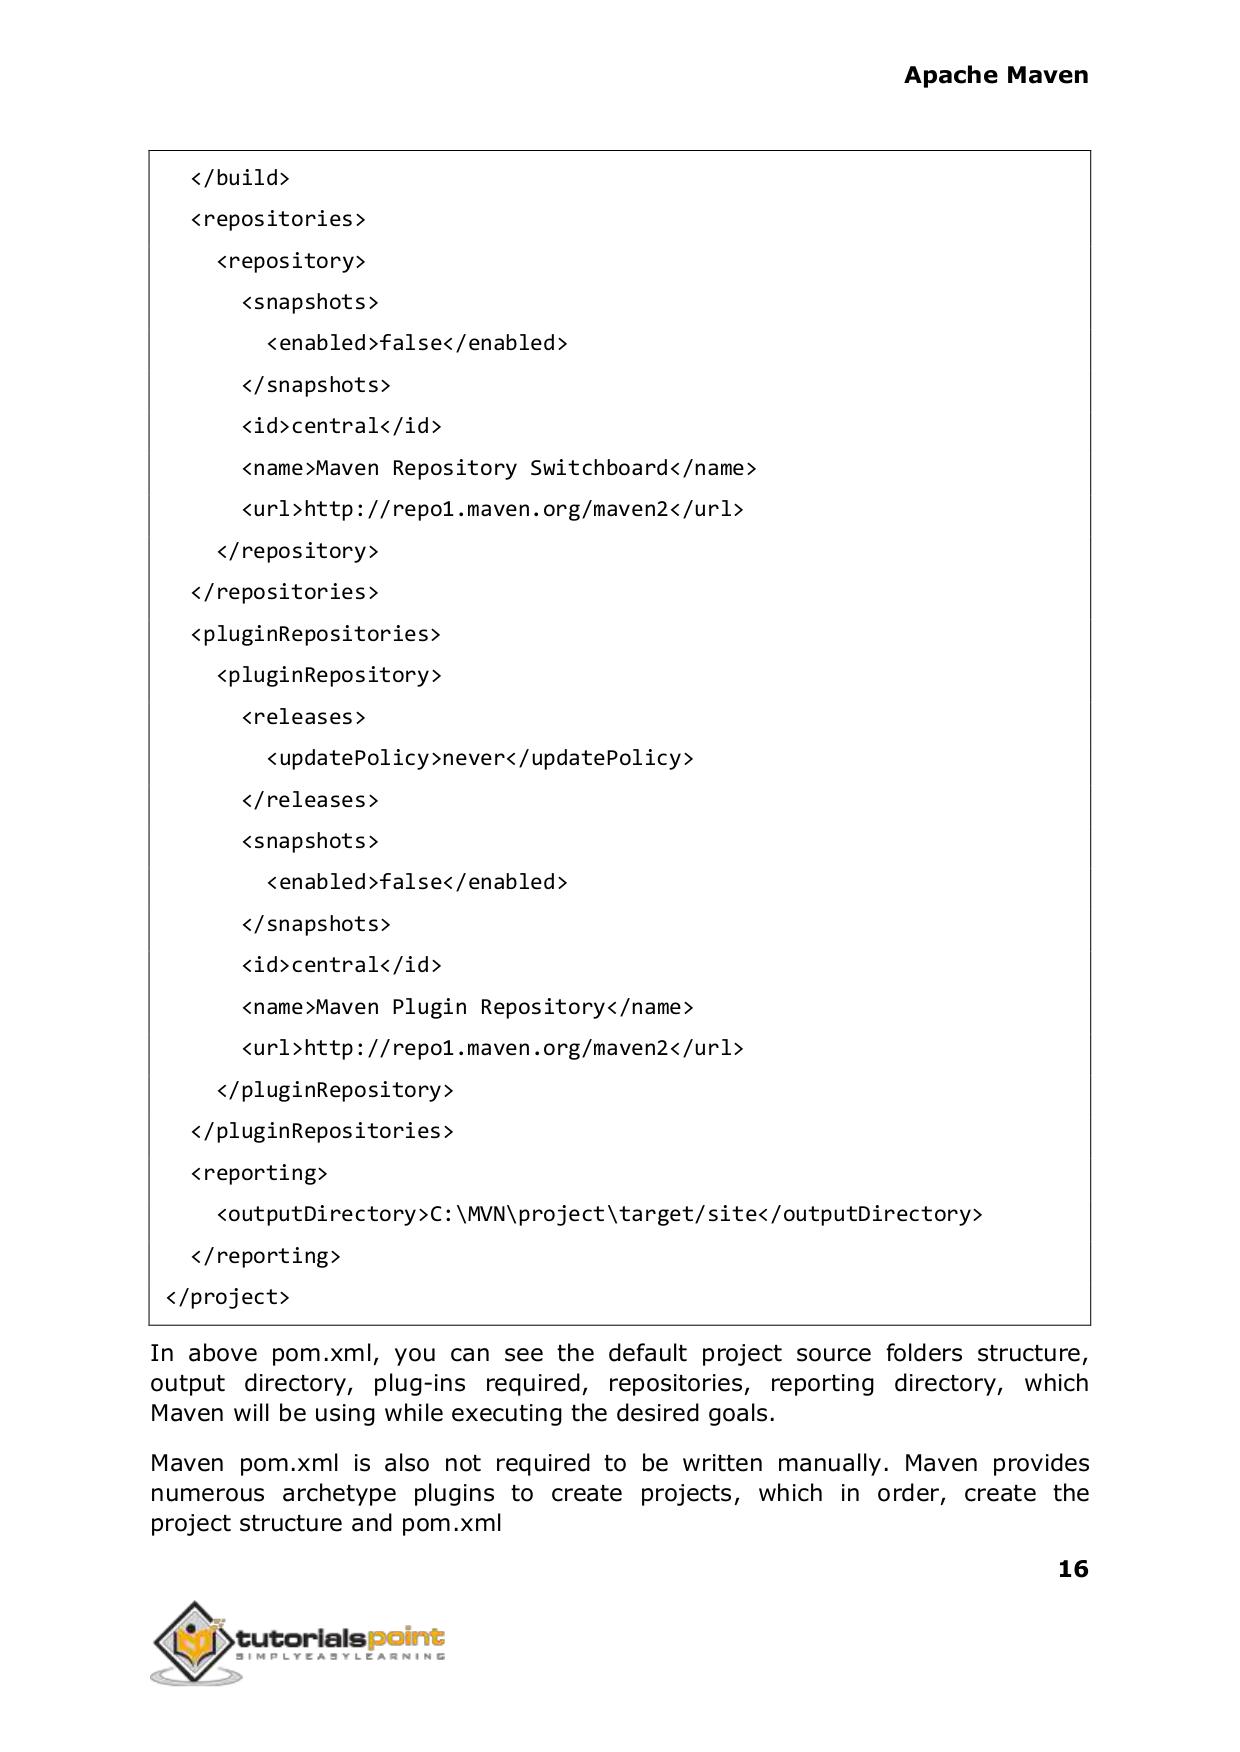 Apache Maven
</build>
<repositories>
<repository>
<snapshots>
<enabled>false</enabled>
</snapshots>
<id>central</id>
<name>Maven Repository Switchboard</name>
<url>http://repo1.maven.org/maven2</url>
</repository>
</repositories>
<pluginRepositories>
<pluginRepository>
<releases>
<updatePolicy>never</updatePolicy>
</releases>
<snapshots>
<enabled>false</enabled>
</snapshots>
<id>central</id>
<name>Maven Plugin Repository</name>
<url>http://repo1.maven.org/maven2</url>
</pluginRepository>
</pluginRepositories>
<reporting>
<outputDirectory>C:\MVN\project\target/site</outputDirectory>
</reporting>
</project>
In above pom.xml, you can see the default project source folders structure,
output directory, plug-ins required, repositories, reporting directory, which
Maven will be using while executing the desired goals.
Maven pom.xml is also not required to be written manually. Maven provides
numerous archetype plugins to create projects, which in order, create the
project structure and pom.xml
16
tutorialspoint
SIMPLYEASYLEARNING